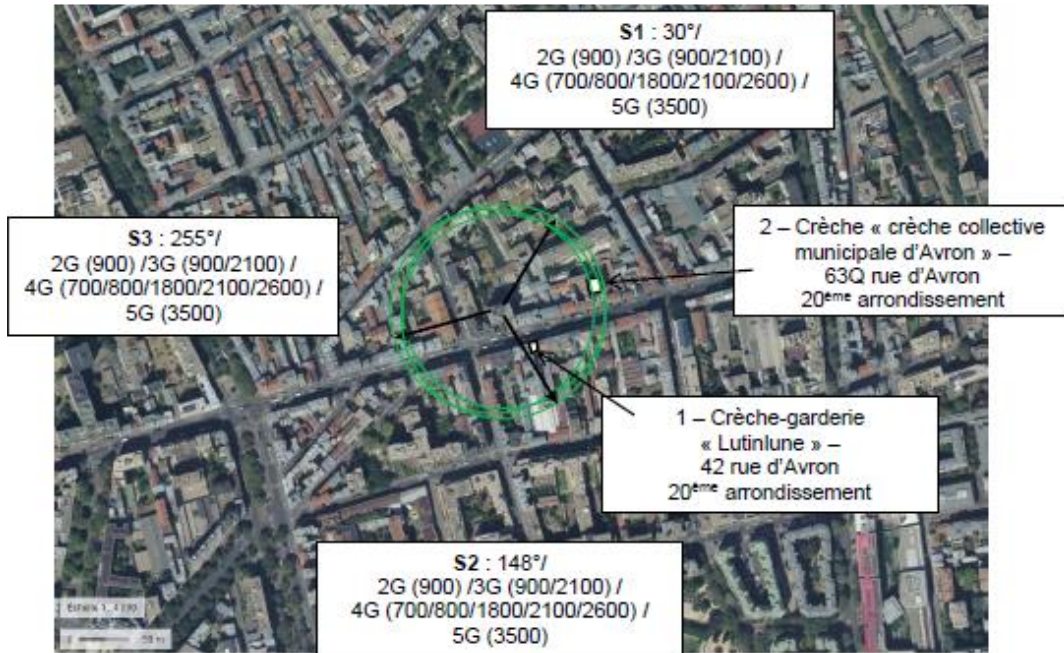 S1 : 30°/
2G (900) /3G (900/2100) /
4G (700/800/1800/2100/2600) /
5G (3500)
S3 : 255°/
2G (900) /3G (900/2100) /
4G (700/800/1800/2100/2600) /
5G (3500)
2 – Crèche « crèche collective
municipale d'Avron » –
63Q rue d'Avron
20ème arrondissement
1 – Crèche-garderie
« Lutinlune » –
42 rue d'Avron
20ème arrondissement
S2 : 148°/
2G (900) /3G (900/2100) /
4G (700/800/1800/2100/2600) /
5G (3500)
Echelle 1
0